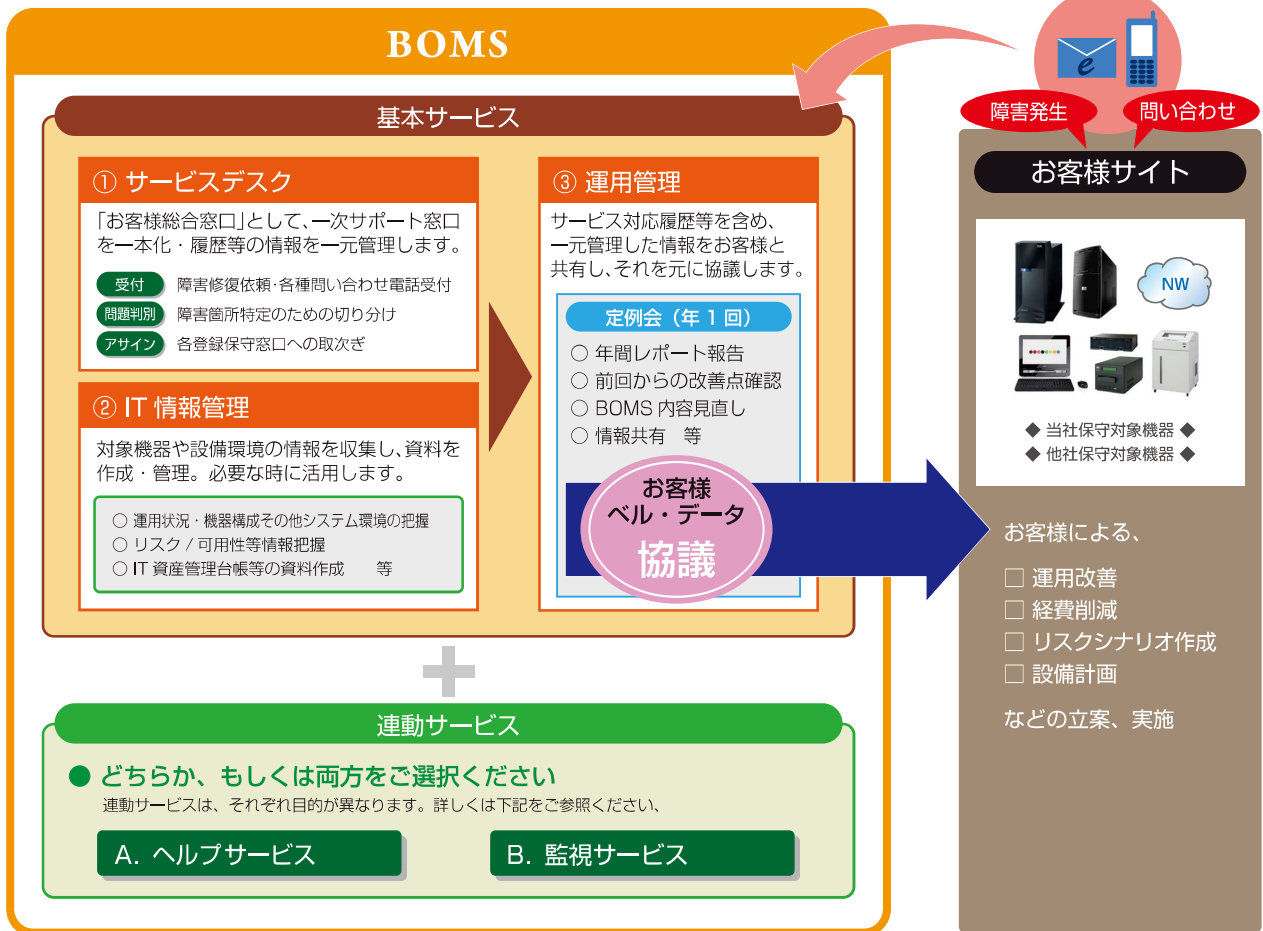 BOMS
基本サービス
① サービスデスク
「お客様総合窓口」として、一次サポート窓口
を一本化・履歴等の情報を一元管理します。
受付 障害修復依頼・各種問い合わせ電話受付
問題判別 障害箇所特定のための切り分け
アサイン 各登録保守窓口への取次ぎ
② IT 情報管理
対象機器や設備環境の情報を収集し、資料を
作成・管理。必要な時に活用します。
○ 運用状況・機器構成その他システム環境の把握
○ リスク / 可用性等情報把握
○ IT 資産管理台帳等の資料作成　等
③ 運用管理
サービス対応履歴等を含め、
一元管理した情報をお客様と
共有し、それを元に協議します。
定例会（年 1 回）
○ 年間レポート報告
○ 前回からの改善点確認
○ BOMS 内容見直し
○ 情報共有　等
お客様
ベル・データ
協議
連動サービス
● どちらか、もしくは両方をご選択ください
連動サービスは、それぞれ目的が異なります。詳しくは下記をご参照ください、
A. ヘルプサービス
B. 監視サービス
e
障害発生
問い合わせ
お客様サイト
NW
◆ 当社保守対象機器 ◆
◆ 他社保守対象機器 ◆
お客様による、
□ 運用改善
□ 経費削減
□ リスクシナリオ作成
□ 設備計画
などの立案、実施